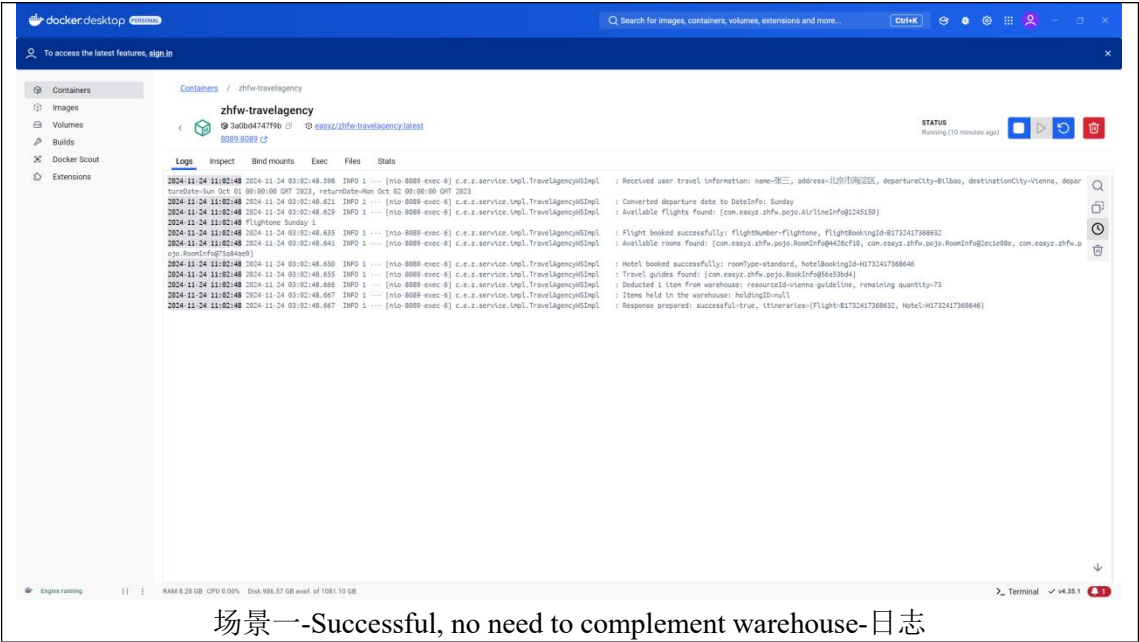 docker desktop PERSONAL
Search for images, containers, volumes, extensions and more... Ctrl+K
To access the latest features, sign in
Containers
Images
Volumes
Builds
Docker Scout
Extensions
Containers / zhfw-travelagency
zhfw-travelagency
3a0bd4747f9b easyz/zhfw-travelagency:latest
8089:8089
STATUS
Running (10 minutes ago)
Logs Inspect Bind mounts Exec Files Stats
2024-11-24 11:02:48 2024-11-24 03:02:48.598 INFO 1 --- [nio-8089-exec-6] c.e.z.service.impl.TravelAgencyWSImpl : Received user travel information: name=张三, address=北京市海淀区, departureCity=Bilbao, destinationCity=Vienna, depar
tureDate=Sun Oct 01 00:00:00 GMT 2023, returnDate=Mon Oct 02 00:00:00 GMT 2023
2024-11-24 11:02:48 2024-11-24 03:02:48.621 INFO 1 --- [nio-8089-exec-6] c.e.z.service.impl.TravelAgencyWSImpl : Converted departure date to DateInfo: Sunday
2024-11-24 11:02:48 2024-11-24 03:02:48.629 INFO 1 --- [nio-8089-exec-6] c.e.z.service.impl.TravelAgencyWSImpl : Available flights found: [com.easyz.zhfw.pojo.AirlineInfo@1245150]
2024-11-24 11:02:48 flightone Sunday 1
2024-11-24 11:02:48 2024-11-24 03:02:48.635 INFO 1 --- [nio-8089-exec-6] c.e.z.service.impl.TravelAgencyWSImpl : Flight booked successfully: flightNumber=flightone, flightBookingId=B1732417368632
2024-11-24 11:02:48 2024-11-24 03:02:48.641 INFO 1 --- [nio-8089-exec-6] c.e.z.service.impl.TravelAgencyWSImpl : Available rooms found: [com.easyz.zhfw.pojo.RoomInfo@4426cf18, com.easyz.zhfw.pojo.RoomInfo@2ec1e08e, com.easyz.zhfw.p
ojo.RoomInfo@75a84ae0]
2024-11-24 11:02:48 2024-11-24 03:02:48.650 INFO 1 --- [nio-8089-exec-6] c.e.z.service.impl.TravelAgencyWSImpl : Hotel booked successfully: roomType=standard, hotelBookingId=H1732417368646
2024-11-24 11:02:48 2024-11-24 03:02:48.655 INFO 1 --- [nio-8089-exec-6] c.e.z.service.impl.TravelAgencyWSImpl : Travel guides found: [com.easyz.zhfw.pojo.BookInfo@56a53bd4]
2024-11-24 11:02:48 2024-11-24 03:02:48.666 INFO 1 --- [nio-8089-exec-6] c.e.z.service.impl.TravelAgencyWSImpl : Deducted 1 item from warehouse: resourceId=vienna-guideline, remaining quantity=73
2024-11-24 11:02:48 2024-11-24 03:02:48.667 INFO 1 --- [nio-8089-exec-6] c.e.z.service.impl.TravelAgencyWSImpl : Items held in the warehouse: holdingID=null
2024-11-24 11:02:48 2024-11-24 03:02:48.667 INFO 1 --- [nio-8089-exec-6] c.e.z.service.impl.TravelAgencyWSImpl : Response prepared: successful=true, itineraries={Flight=B1732417368632, Hotel=H1732417368646}
Engine running RAM 8.28 GB CPU 0.00% Disk 986.57 GB avail. of 1081.10 GB Terminal v4.35.1 1
场景一-Successful, no need to complement warehouse-日志